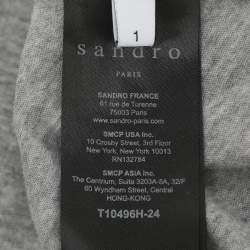 1
sandro
PARIS
SANDRO FRANCE
61 rue de Turenne
75003 Paris
www.sandro-paris.com
SMCP USA Inc.
10 Crosby Street, 3rd Floor
New York, New York, 10013
RN132784
SMCP ASIA Inc.
The Centrum, Suite 3203A-5A, 32/F
60 Wyndham Street, Central
HONG-KONG
T10496H-24